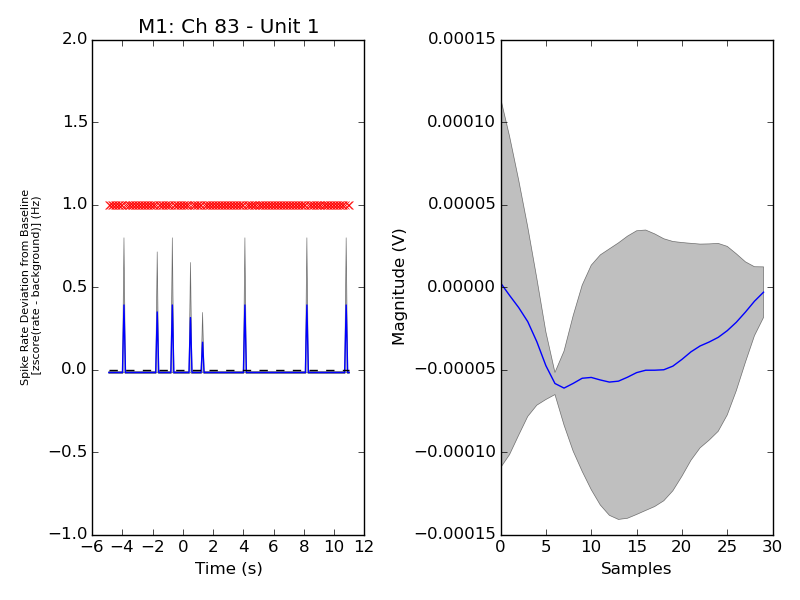 M1: Ch 83 - Unit 1
2.0
1.5
1.0
0.5
0.0
−0.5
−1.0
−6 −4 −2 0 2 4 6 8 10 12
Time (s)
Spike Rate Deviation from Baseline
[zscore(rate - background)] (Hz)
0.00015
0.00010
0.00005
0.00000
−0.00005
−0.00010
−0.00015
0 5 10 15 20 25 30
Samples
Magnitude (V)